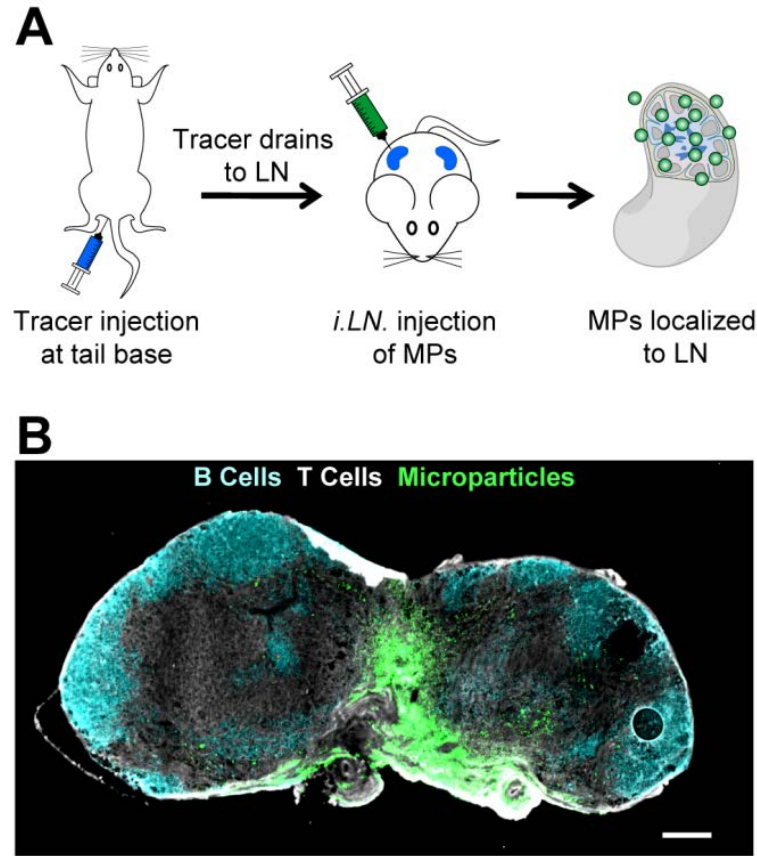 A
Tracer drains
to LN
Tracer injection
at tail base
i.LN. injection
of MPs
MPs localized
to LN
B
B Cells T Cells Microparticles